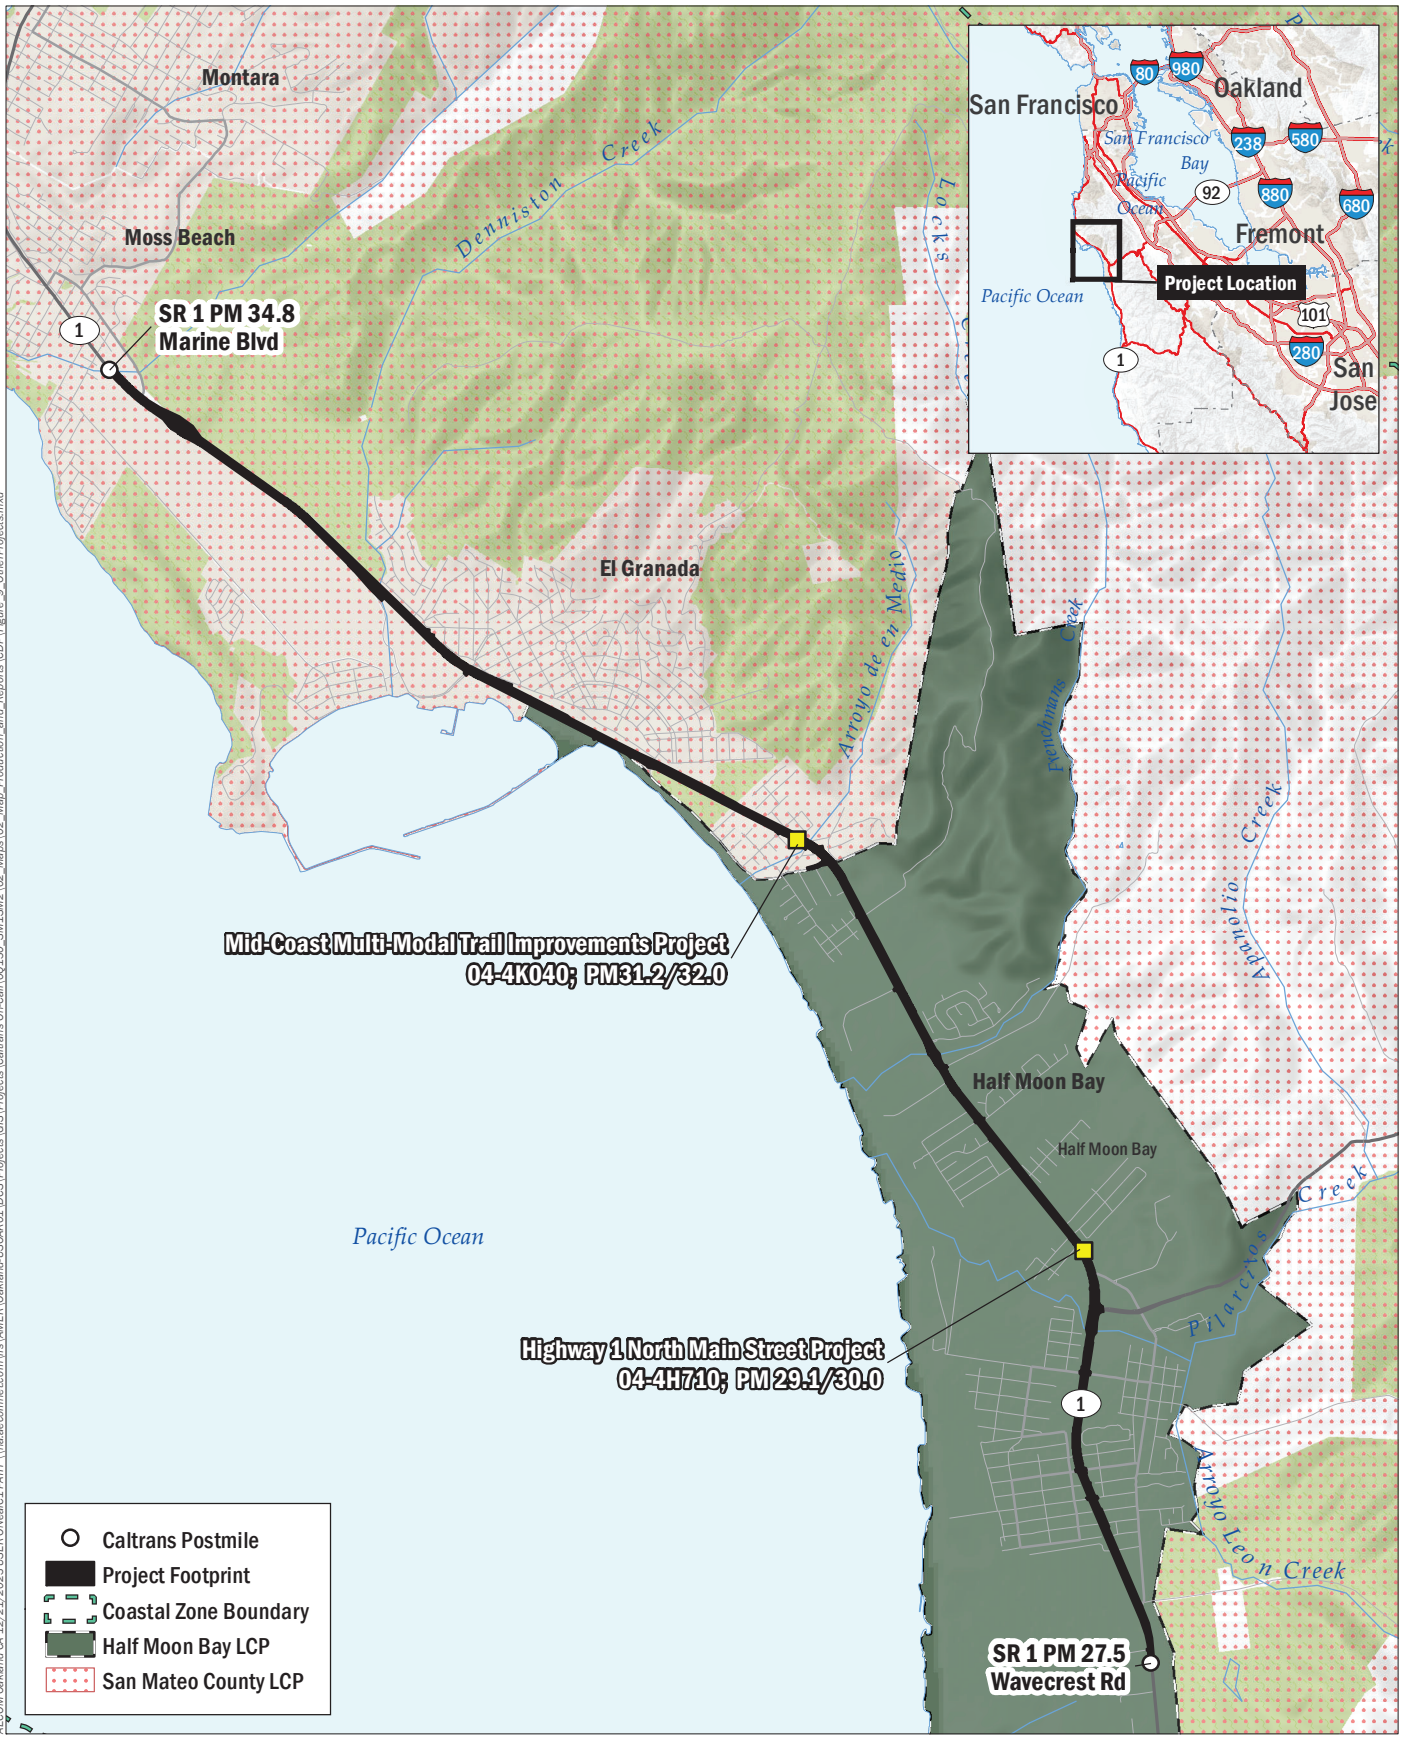 Montara
Denniston Creek
Locks
Moss Beach
1
SR 1 PM 34.8
Marine Blvd
80
980
Oakland
San Francisco
San Francisco
Bay
238
580
Pacific
Ocean
92
880
680
Fremont
Project Location
Pacific Ocean
101
1
280
San
Jose
El Granada
Arroyo de en Medio
Frenchmans Creek
Apanolio Creek
Mid-Coast Multi-Modal Trail Improvements Project
04-4K040; PM31.2/32.0
Half Moon Bay
Half Moon Bay
Pilarcitos Creek
Pacific Ocean
Highway 1 North Main Street Project
04-4H710; PM 29.1/30.0
1
Arroyo Leon Creek
SR 1 PM 27.5
Wavecrest Rd
Caltrans Postmile
Project Footprint
Coastal Zone Boundary
Half Moon Bay LCP
San Mateo County LCP